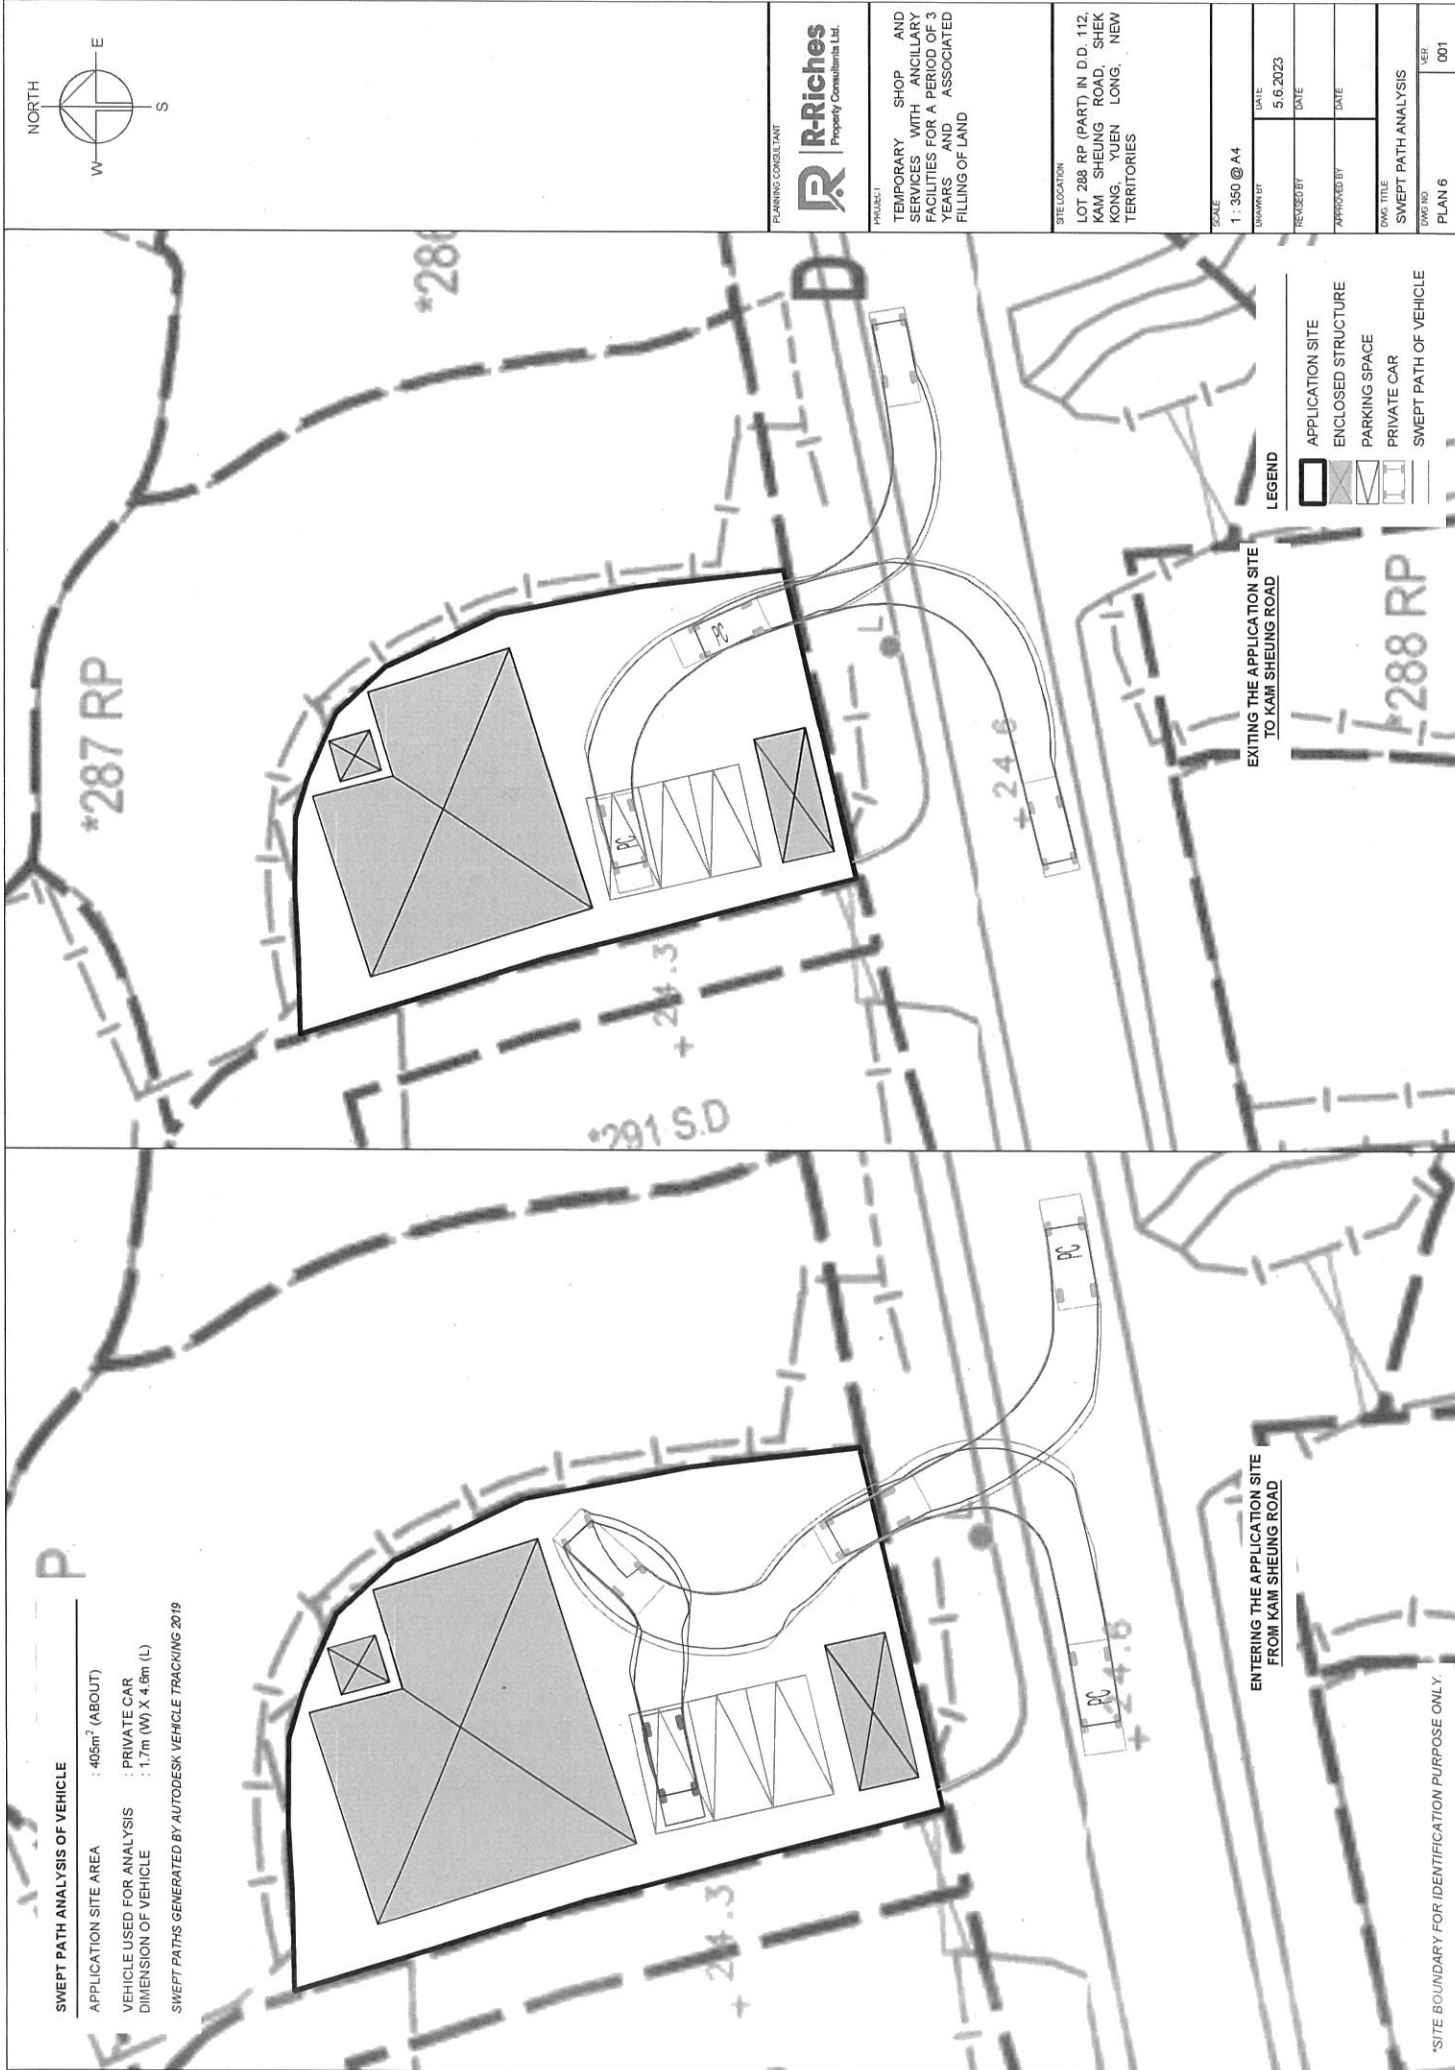 SWEPT PATH ANALYSIS OF VEHICLE
APPLICATION SITE AREA : 405m² (ABOUT)
VEHICLE USED FOR ANALYSIS : PRIVATE CAR
DIMENSION OF VEHICLE : 1.7m (W) X 4.6m (L)
SWEPT PATHS GENERATED BY AUTODESK VEHICLE TRACKING 2019
P
+ 24.3
PC
PC
+ 24.6
ENTERING THE APPLICATION SITE
FROM KAM SHEUNG ROAD
*SITE BOUNDARY FOR IDENTIFICATION PURPOSE ONLY.
*287 RP
*286
*291 S.D
+ 24.3
PC
PC
L
D
+ 24.6
*288 RP
EXITING THE APPLICATION SITE
TO KAM SHEUNG ROAD
LEGEND
APPLICATION SITE
ENCLOSED STRUCTURE
PARKING SPACE
PRIVATE CAR
SWEPT PATH OF VEHICLE
NORTH
W
E
S
PLANNING CONSULTANT
R-Riches
Property Consultants Ltd.
PROJECT
TEMPORARY SHOP AND
SERVICES WITH ANCILLARY
FACILITIES FOR A PERIOD OF 3
YEARS AND ASSOCIATED
FILLING OF LAND
SITE LOCATION
LOT 288 RP (PART) IN D.D. 112,
KAM SHEUNG ROAD, SHEK
KONG, YUEN LONG, NEW
TERRITORIES
SCALE
1 : 350 @ A4
DRAWN BY
DATE
5.6.2023
REVISED BY
DATE
APPROVED BY
DATE
DWG. TITLE
SWEPT PATH ANALYSIS
DWG NO.
PLAN 6
VER.
001